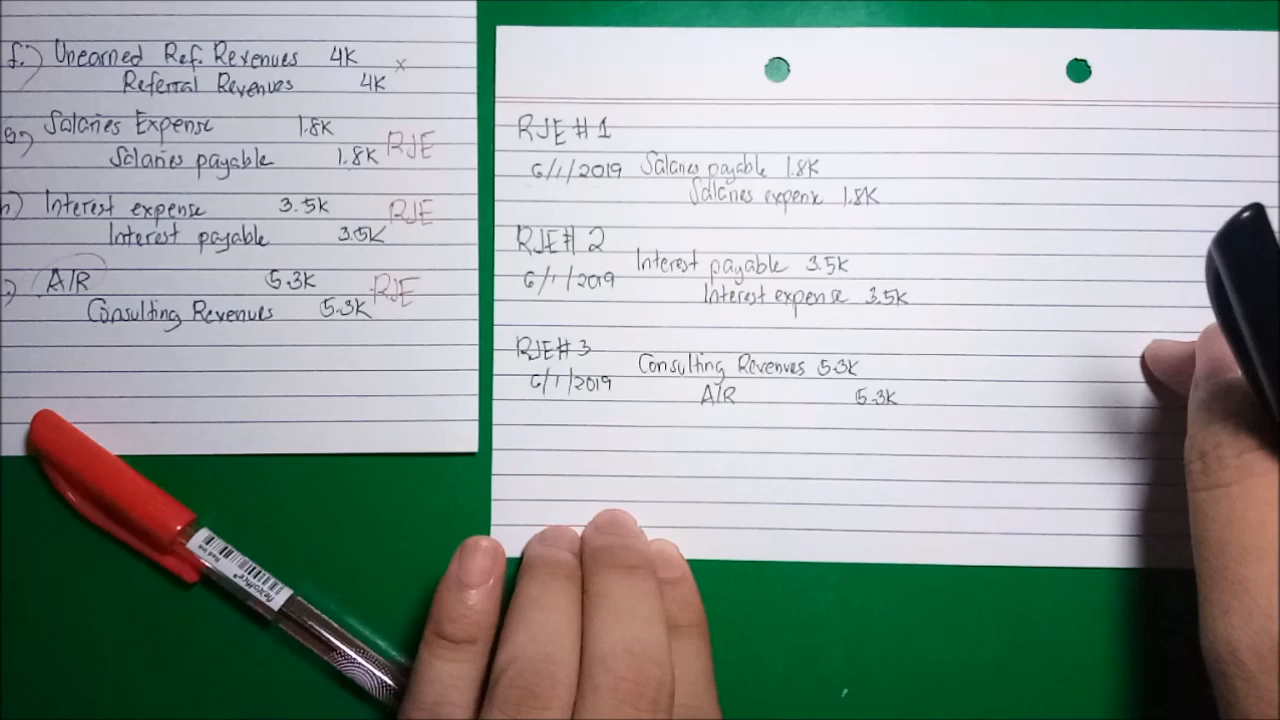 f.) Unearned Ref. Revenues 4K x
Referral Revenues 4K
Salaries Expense 1.8K
Salaries payable 1.8K RJE
Interest expense 3.5K RJE
Interest payable 3.5K
A/R 5.3K RJE
Consulting Revenues 5.3K
RJE #1
6/1/2019 Salaries payable 1.8K
Salaries expense 1.8K
RJE# 2
6/1/2019 Interest payable 3.5K
Interest expense 3.5K
RJE# 3
6/1/2019 Consulting Revenues 5.3K
A/R 5.3K
Red Ink